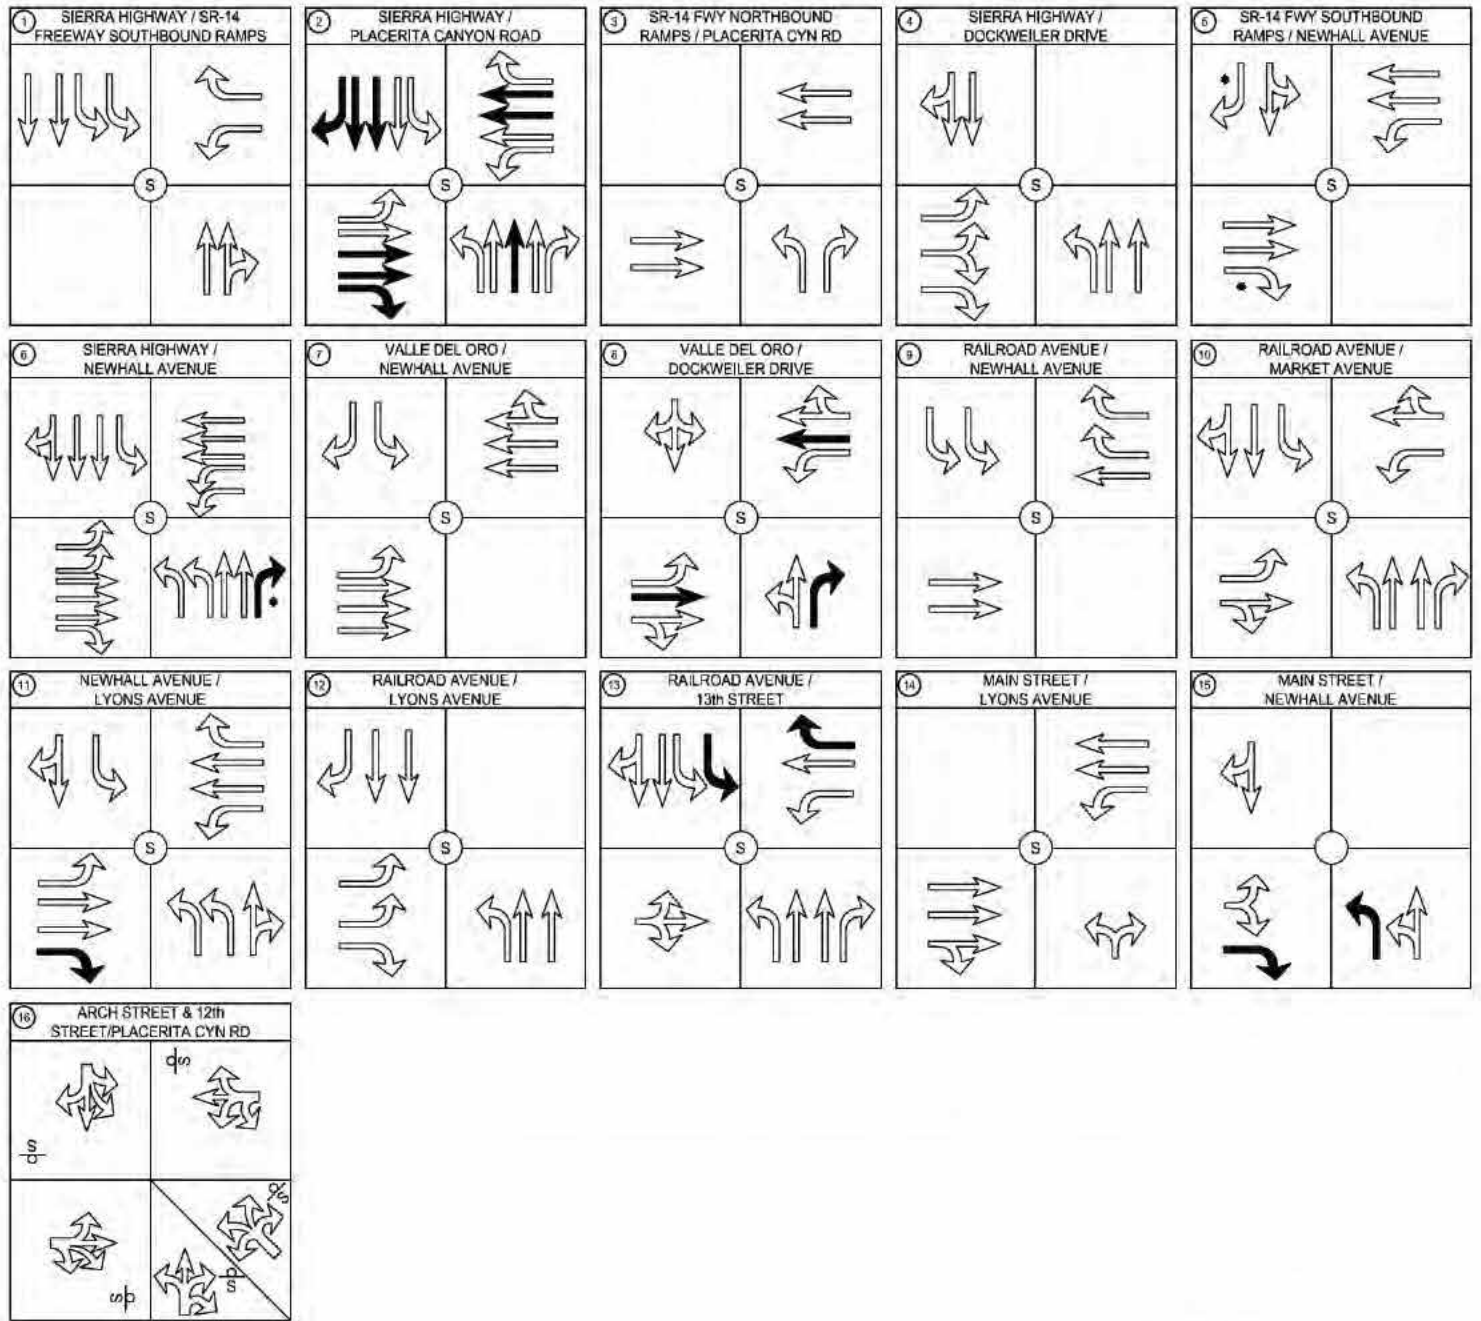 1
SIERRA HIGHWAY / SR-14
FREEWAY SOUTHBOUND RAMPS
S
2
SIERRA HIGHWAY /
PLACERITA CANYON ROAD
S
3
SR-14 FWY NORTHBOUND
RAMPS / PLACERITA CYN RD
S
4
SIERRA HIGHWAY /
DOCKWEILER DRIVE
S
5
SR-14 FWY SOUTHBOUND
RAMPS / NEWHALL AVENUE
*
S
*
6
SIERRA HIGHWAY /
NEWHALL AVENUE
S
*
7
VALLE DEL ORO /
NEWHALL AVENUE
S
8
VALLE DEL ORO /
DOCKWEILER DRIVE
S
9
RAILROAD AVENUE /
NEWHALL AVENUE
S
10
RAILROAD AVENUE /
MARKET AVENUE
S
11
NEWHALL AVENUE /
LYONS AVENUE
S
12
RAILROAD AVENUE /
LYONS AVENUE
S
13
RAILROAD AVENUE /
13th STREET
S
14
MAIN STREET /
LYONS AVENUE
S
15
MAIN STREET /
NEWHALL AVENUE
16
ARCH STREET & 12th
STREET/PLACERITA CYN RD
S
S
S
S
S